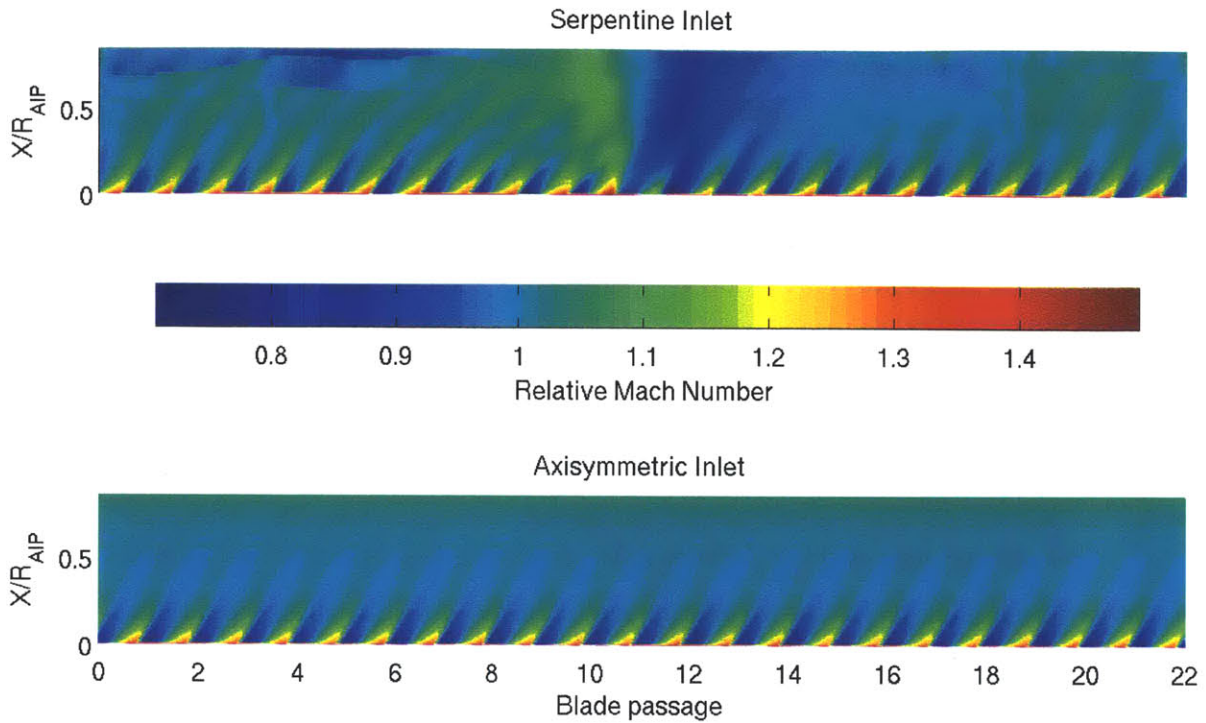 Serpentine Inlet
X/R_AIP
0.5
0
0.8 0.9 1 1.1 1.2 1.3 1.4
Relative Mach Number
Axisymmetric Inlet
X/R_AIP
0.5
0
0 2 4 6 8 10 12 14 16 18 20 22
Blade passage